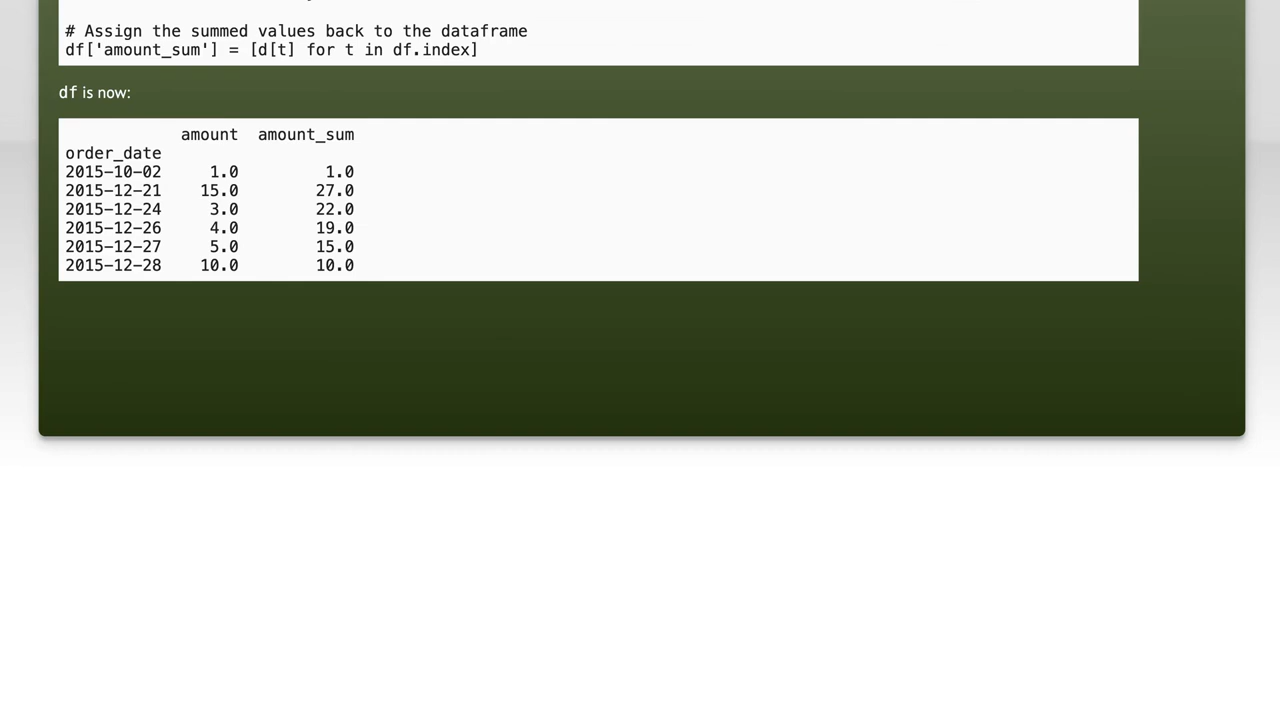 # Assign the summed values back to the dataframe
df['amount_sum'] = [d[t] for t in df.index]
df is now:
amount amount_sum
order_date
2015-10-02 1.0 1.0
2015-12-21 15.0 27.0
2015-12-24 3.0 22.0
2015-12-26 4.0 19.0
2015-12-27 5.0 15.0
2015-12-28 10.0 10.0